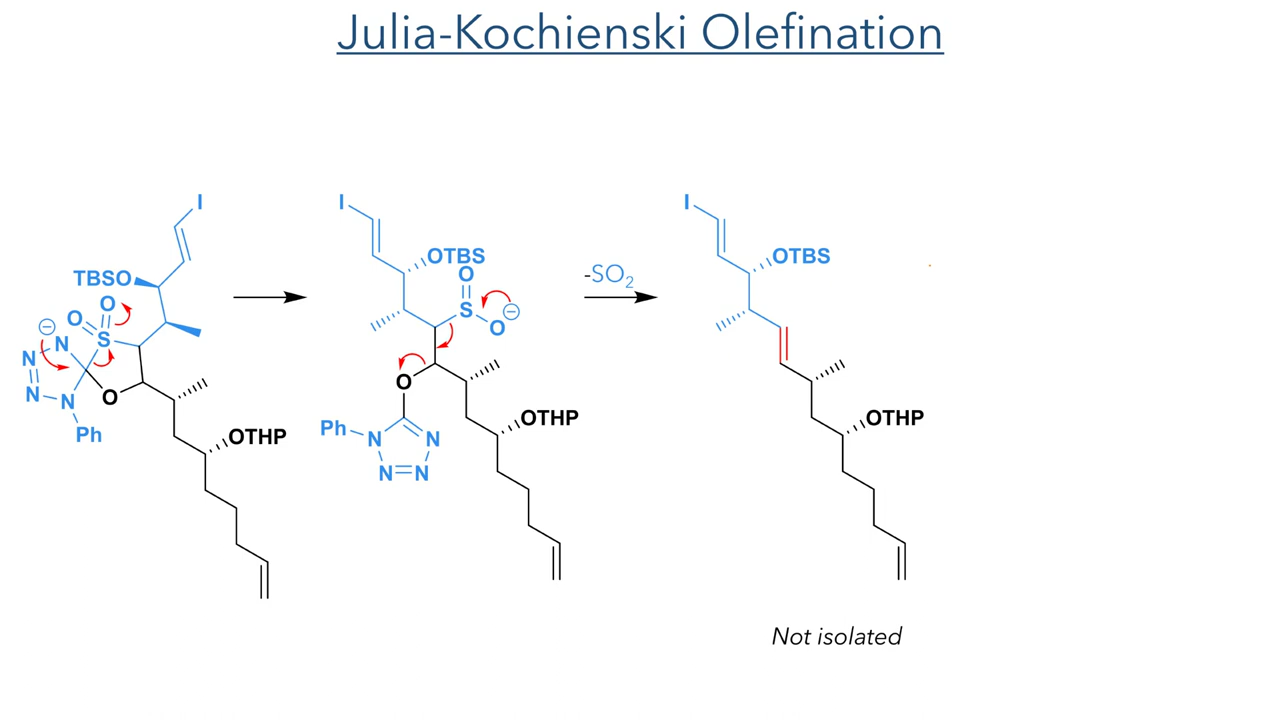 Julia-Kochienski Olefination
I
TBSO
O
O
S
N
N
N
N
O
Ph
OTHP
I
OTBS
O
S
O
O
Ph
N
N
N
N
OTHP
-SO2
I
OTBS
OTHP
Not isolated